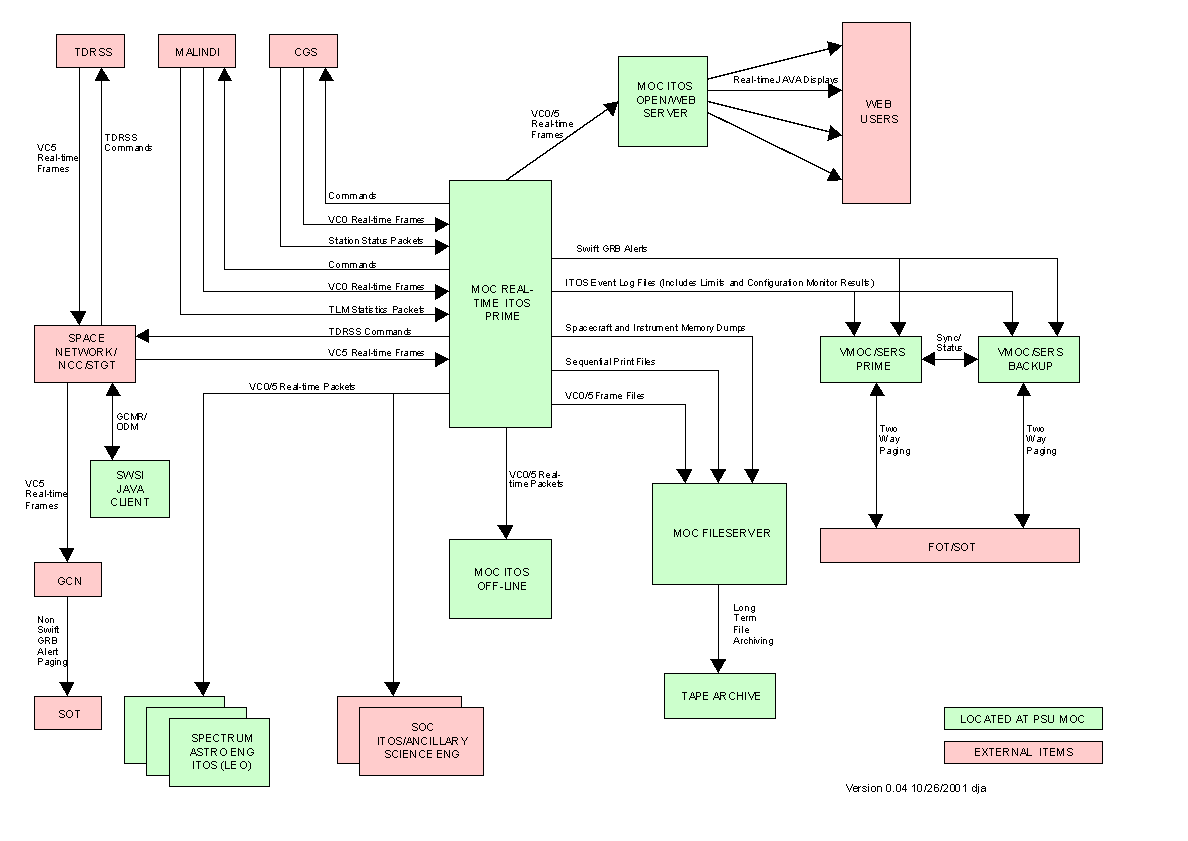 TDRSS
MALINDI
CGS
MOC ITOS
OPEN/WEB
SERVER
Real-time JAVA Displays
WEB
USERS
VC0/5
Real-time
Frames
TDRSS
Commands
VC5
Real-time
Frames
Commands
VC0 Real-time Frames
Station Status Packets
Commands
VC0 Real-time Frames
TLM Statistics Packets
TDRSS Commands
VC5 Real-time Frames
VC0/5 Real-time Packets
MOC REAL-
TIME ITOS
PRIME
Swift GRB Alerts
ITOS Event Log Files (Includes Limits and Configuration Monitor Results)
Spacecraft and Instrument Memory Dumps
Sequential Print Files
VC0/5 Frame Files
SPACE
NETWORK/
NCC/STGT
VMOC/SERS
PRIME
Sync/
Status
VMOC/SERS
BACKUP
GCMR/
ODM
Two
Way
Paging
Two
Way
Paging
SWSI
JAVA
CLIENT
VC5
Real-time
Frames
VC0/5 Real-
time Packets
MOC FILESERVER
FOT/SOT
GCN
MOC ITOS
OFF-LINE
Non
Swift
GRB
Alert
Paging
Long
Term
File
Archiving
SOT
TAPE ARCHIVE
SPECTRUM
ASTRO ENG
ITOS (LEO)
SOC
ITOS/ANCILLARY
SCIENCE ENG
LOCATED AT PSU MOC
EXTERNAL ITEMS
Version 0.04 10/26/2001 dja